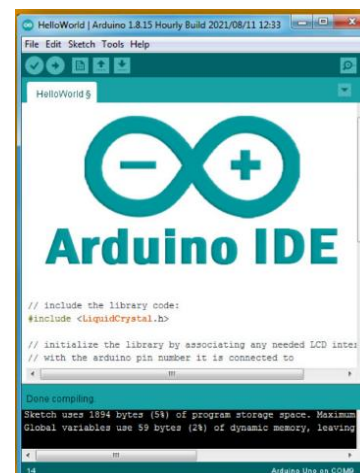 HelloWorld | Arduino 1.8.15 Hourly Build 2021/08/11 12:33
File Edit Sketch Tools Help
HelloWorld §
Arduino IDE
// include the library code:
#include <LiquidCrystal.h>
// initialize the library by associating any needed LCD inter
// with the arduino pin number it is connected to
Done compiling.
Sketch uses 1894 bytes (5%) of program storage space. Maximum
Global variables use 59 bytes (2%) of dynamic memory, leaving
14 Arduino Uno on COM8